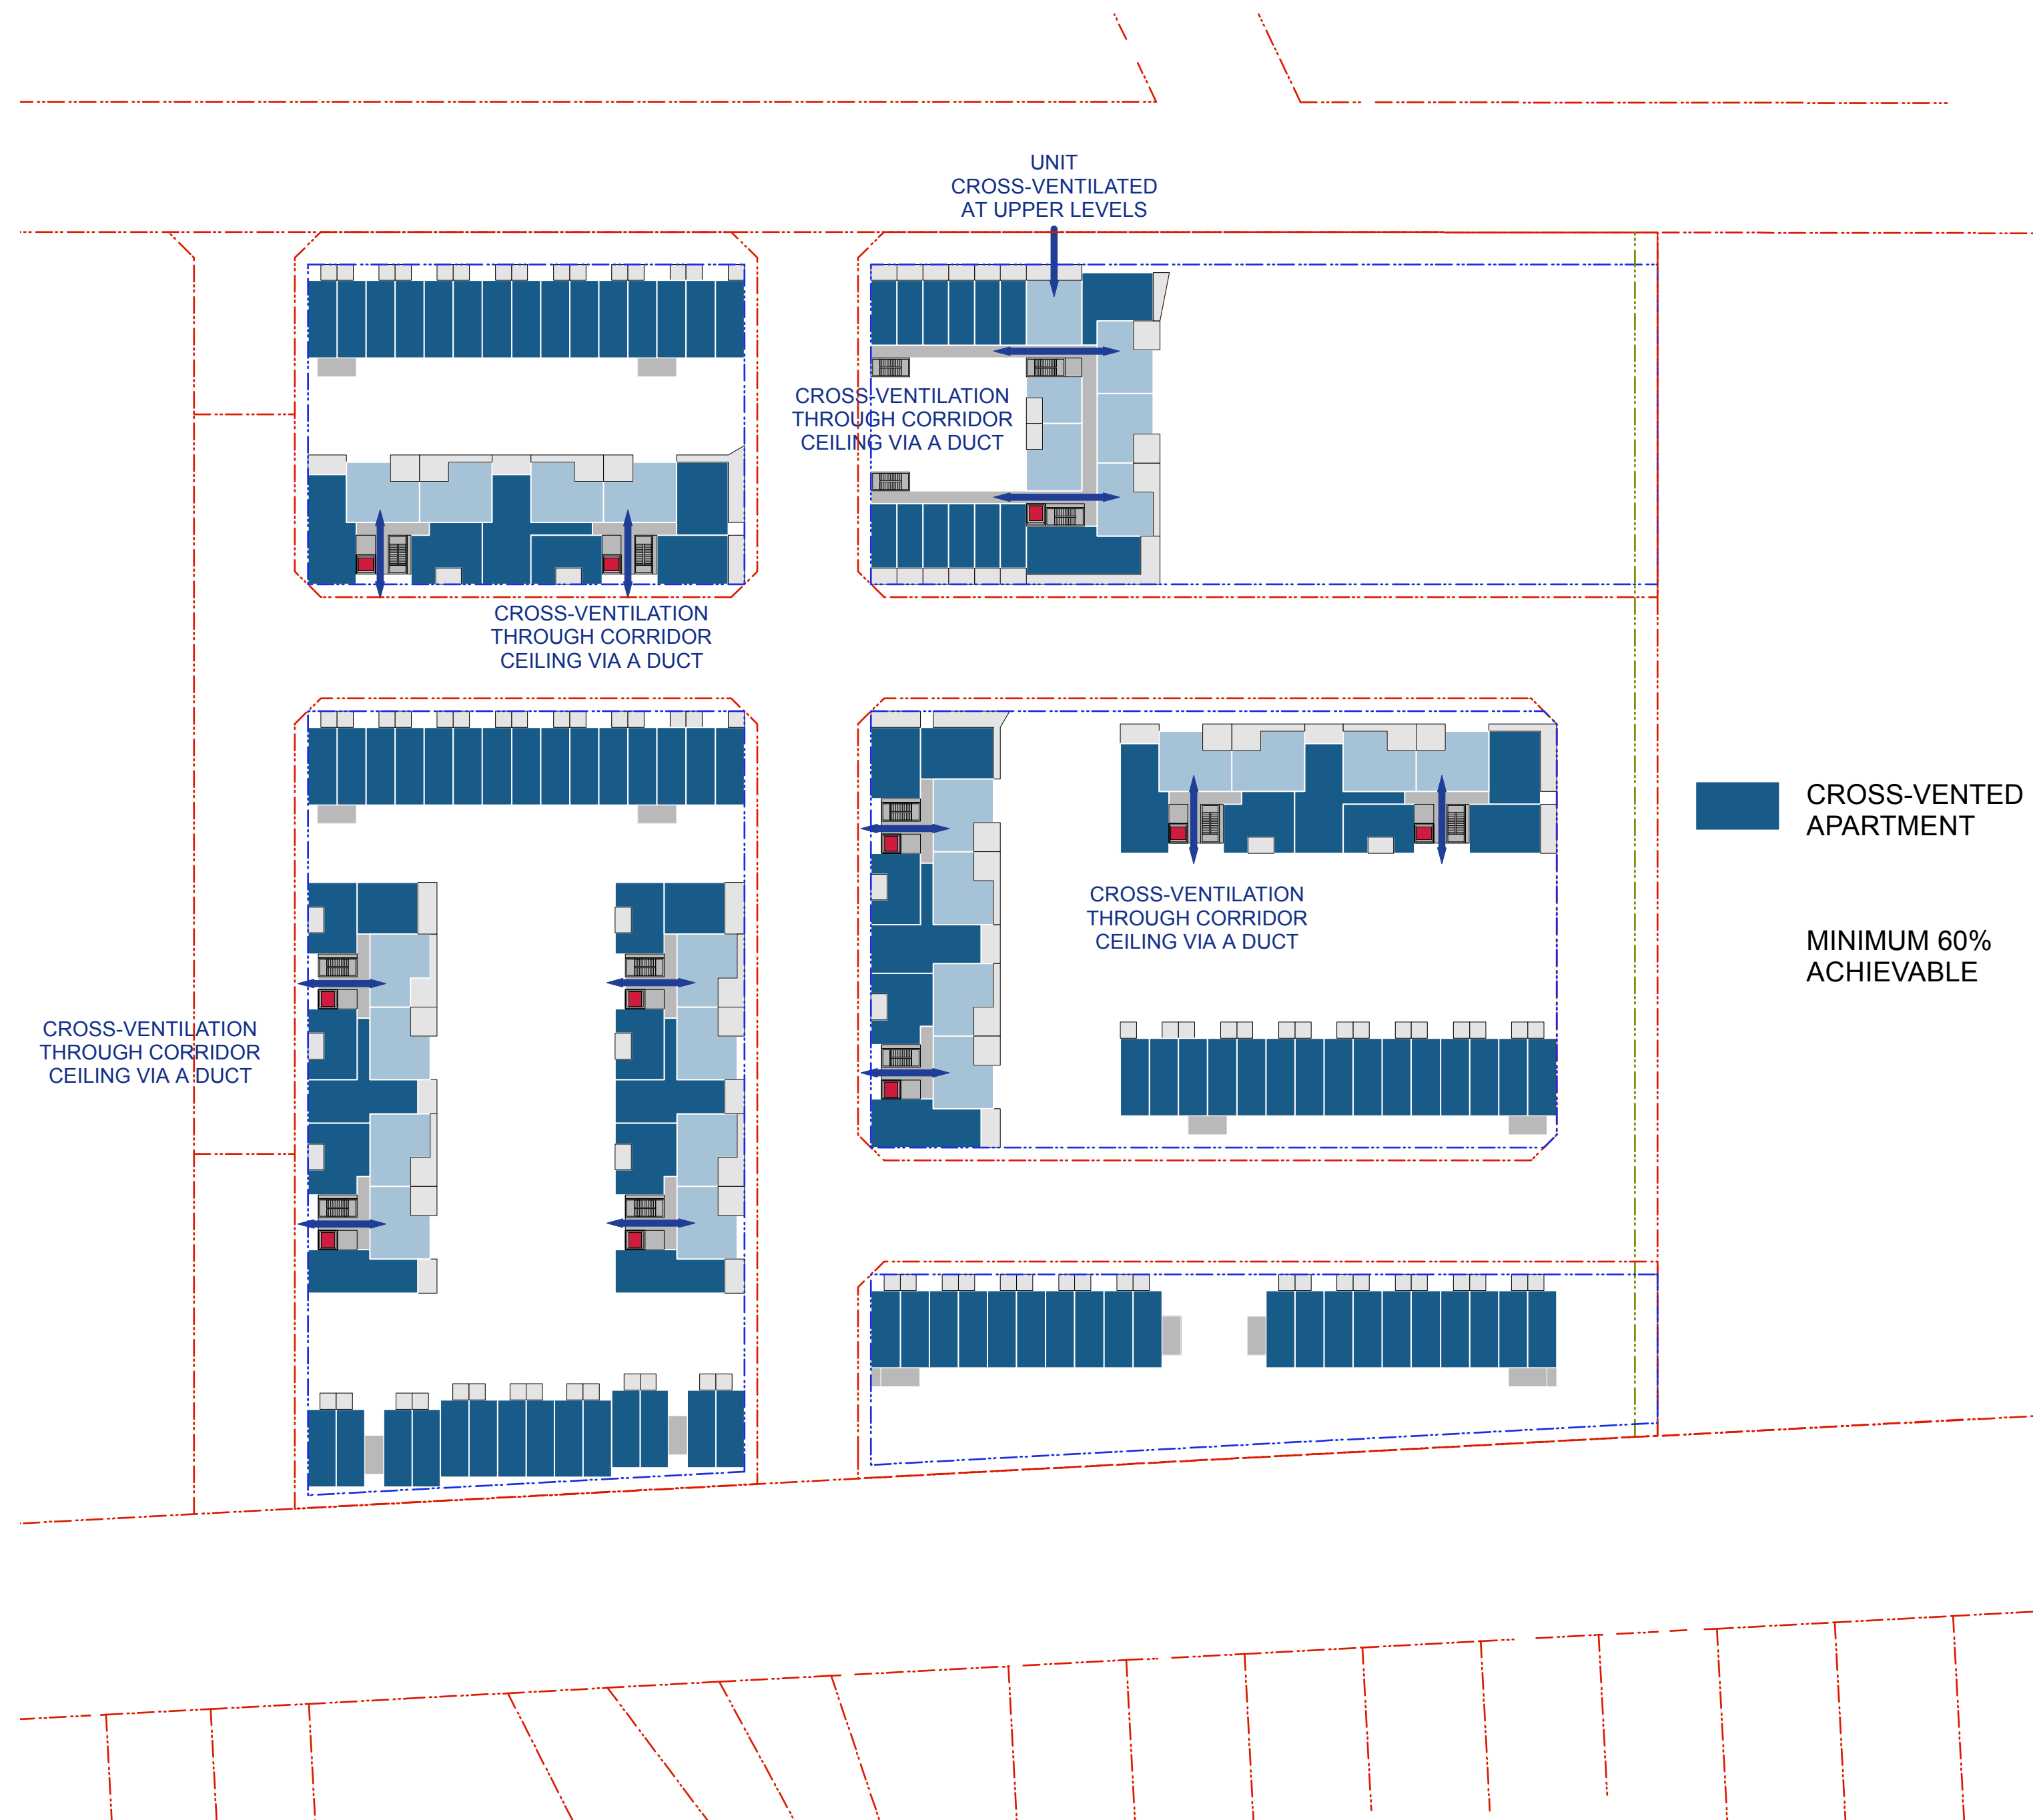 UNIT
CROSS-VENTILATED
AT UPPER LEVELS
CROSS-VENTILATION
THROUGH CORRIDOR
CEILING VIA A DUCT
CROSS-VENTILATION
THROUGH CORRIDOR
CEILING VIA A DUCT
CROSS-VENTED
APARTMENT
CROSS-VENTILATION
THROUGH CORRIDOR
CEILING VIA A DUCT
MINIMUM 60%
ACHIEVABLE
CROSS-VENTILATION
THROUGH CORRIDOR
CEILING VIA A DUCT